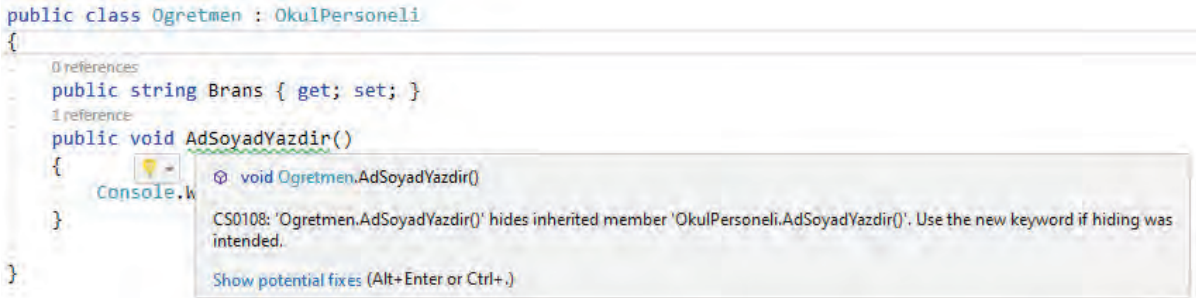 public class Ogretmen : OkulPersoneli
{
0 references
public string Brans { get; set; }
1 reference
public void AdSoyadYazdir()
{
void Ogretmen.AdSoyadYazdir()
Console.W
CS0108: 'Ogretmen.AdSoyadYazdir()' hides inherited member 'OkulPersoneli.AdSoyadYazdir()'. Use the new keyword if hiding was
intended.
}
Show potential fixes (Alt+Enter or Ctrl+.)
}